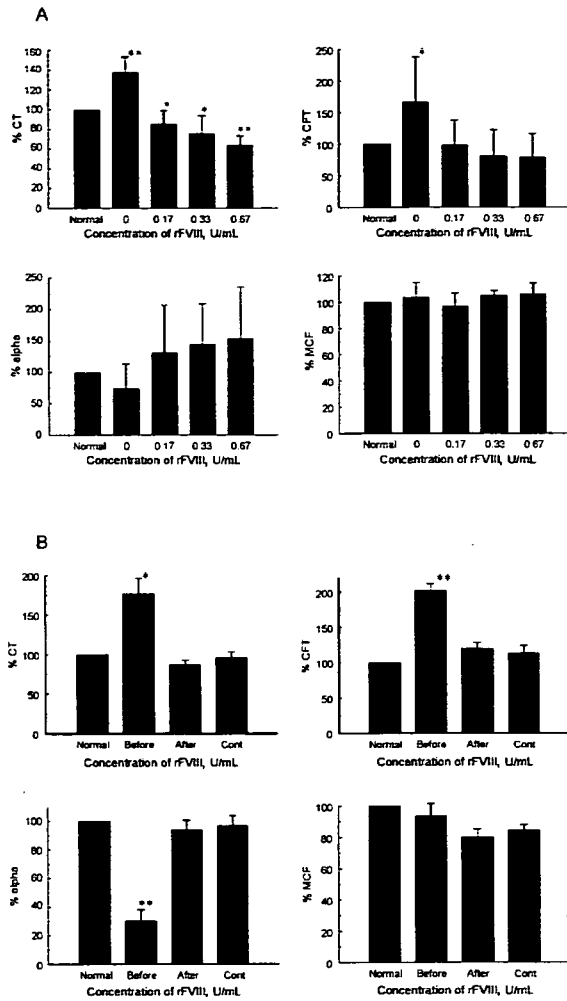 A
% CT
160
140
120
100
80
60
40
20
0
**
*
*
**
Normal 0 0.17 0.33 0.67
Concentration of rFVIII, U/mL
% CFT
250
200
150
100
50
0
*
Normal 0 0.17 0.33 0.67
Concentration of rFVIII, U/mL
% alpha
250
200
150
100
50
0
Normal 0 0.17 0.33 0.67
Concentration of rFVIII, U/mL
% MCF
120
100
80
60
40
20
0
Normal 0 0.17 0.33 0.67
Concentration of rFVIII, U/mL
B
% CT
200
150
100
50
0
*
Normal Before After Cont
Concentration of rFVIII, U/mL
% CFT
200
150
100
50
0
**
Normal Before After Cont
Concentration of rFVIII, U/mL
% alpha
100
80
60
40
20
0
**
Normal Before After Cont
Concentration of rFVIII, U/mL
% MCF
100
80
60
40
20
0
Normal Before After Cont
Concentration of rFVIII, U/mL